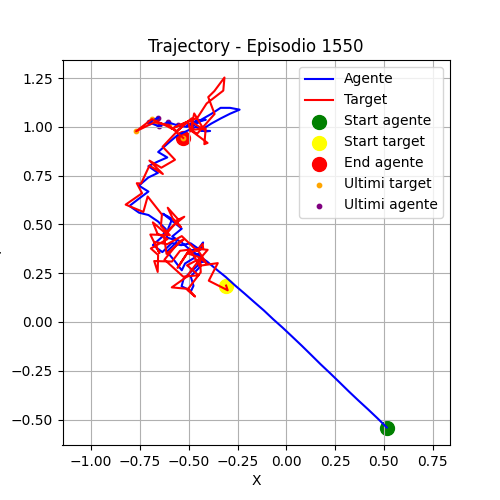 Trajectory - Episodio 1550
Agente
Target
Start agente
Start target
End agente
Ultimi target
Ultimi agente
1.25
1.00
0.75
0.50
0.25
0.00
−0.25
−0.50
−1.00 −0.75 −0.50 −0.25 0.00 0.25 0.50 0.75
X